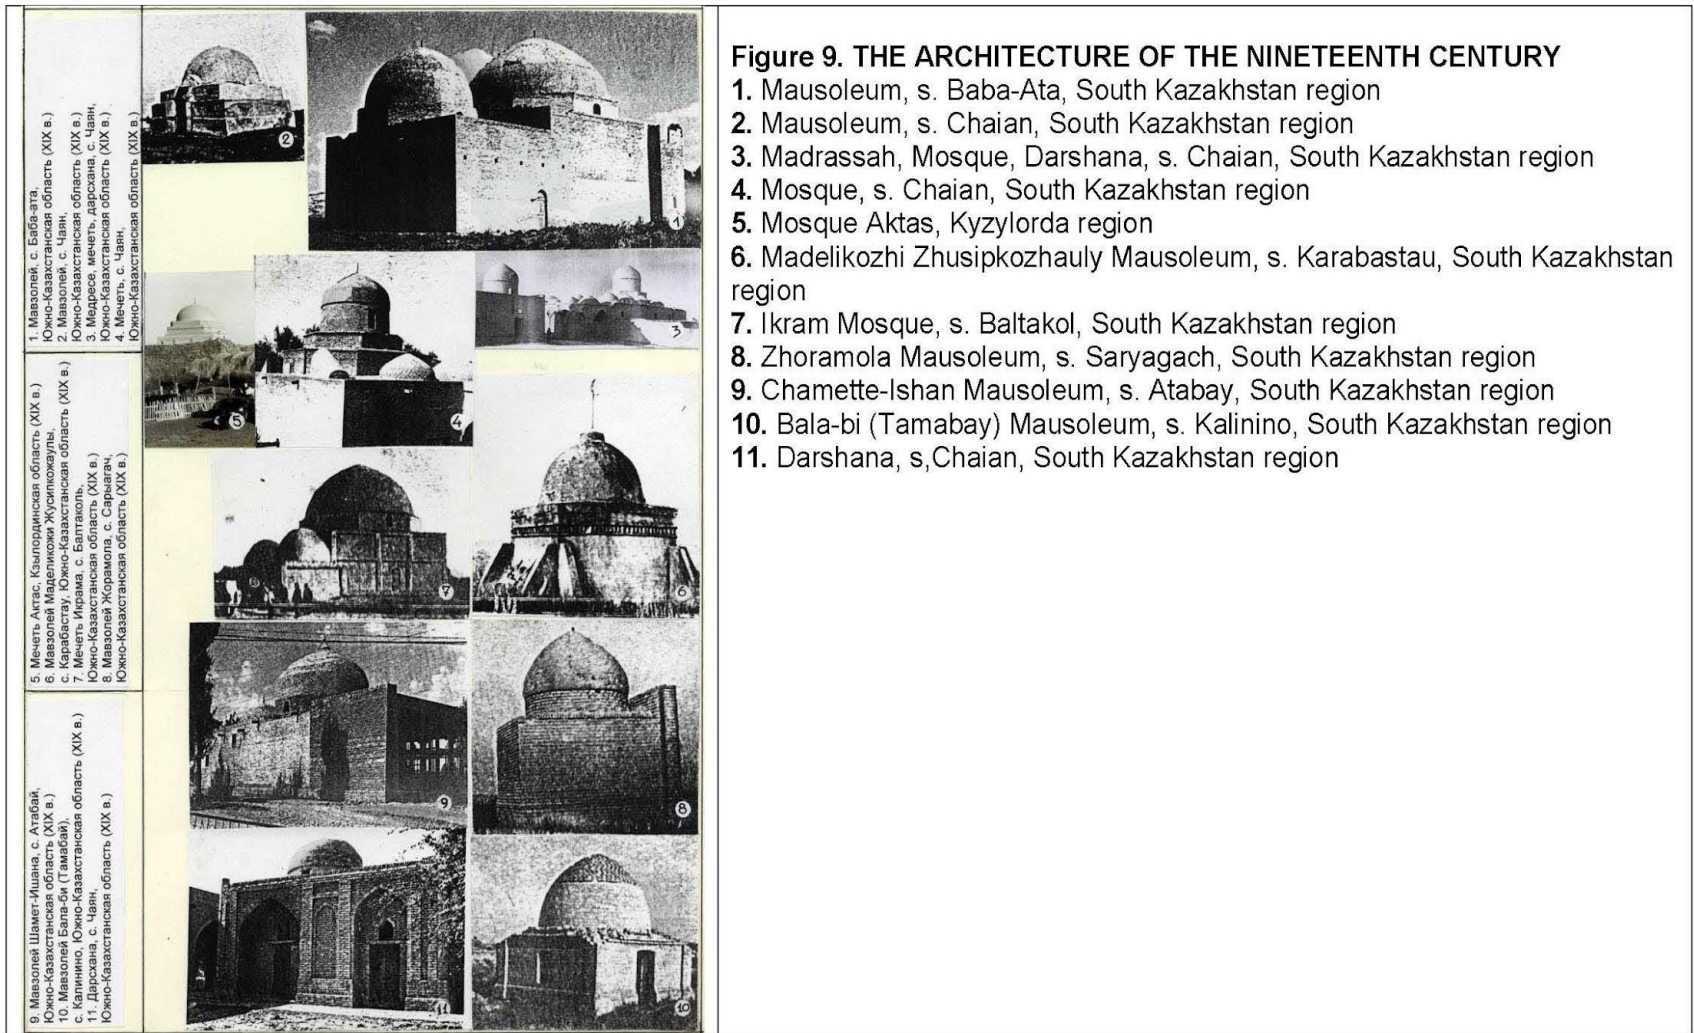 1. Мавзолей, с. Баба-ата,
Южно-Казахстанская область (XIX в.)
2. Мавзолей, с. Чаян,
Южно-Казахстанская область (XIX в.)
3. Медресе, мечеть, дарсхана, с. Чаян,
Южно-Казахстанская область (XIX в.)
4. Мечеть, с. Чаян,
Южно-Казахстанская область (XIX в.)
5. Мечеть Актас, Кзылординская область (XIX в.)
6. Мавзолей Маделикожи Жусипкожаулы,
с. Карабастау, Южно-Казахстанская область (XIX в.)
7. Мечеть Икрама, с. Балтаколь,
Южно-Казахстанская область (XIX в.)
8. Мавзолей Жорамола, с. Сарыагач,
Южно-Казахстанская область (XIX в.)
9. Мавзолей Шамет-Ишана, с. Атабай,
Южно-Казахстанская область (XIX в.)
10. Мавзолей Бала-би (Тамабай),
с. Калинино, Южно-Казахстанская область (XIX в.)
11. Дарсхана, с. Чаян,
Южно-Казахстанская область (XIX в.)
2
1
3
5
4
7
6
9
8
11
10
Figure 9. THE ARCHITECTURE OF THE NINETEENTH CENTURY
1. Mausoleum, s. Baba-Ata, South Kazakhstan region
2. Mausoleum, s. Chaian, South Kazakhstan region
3. Madrassah, Mosque, Darshana, s. Chaian, South Kazakhstan region
4. Mosque, s. Chaian, South Kazakhstan region
5. Mosque Aktas, Kyzylorda region
6. Madelikozhi Zhusipkozhauly Mausoleum, s. Karabastau, South Kazakhstan
region
7. Ikram Mosque, s. Baltakol, South Kazakhstan region
8. Zhoramola Mausoleum, s. Saryagach, South Kazakhstan region
9. Chamette-Ishan Mausoleum, s. Atabay, South Kazakhstan region
10. Bala-bi (Tamabay) Mausoleum, s. Kalinino, South Kazakhstan region
11. Darshana, s,Chaian, South Kazakhstan region